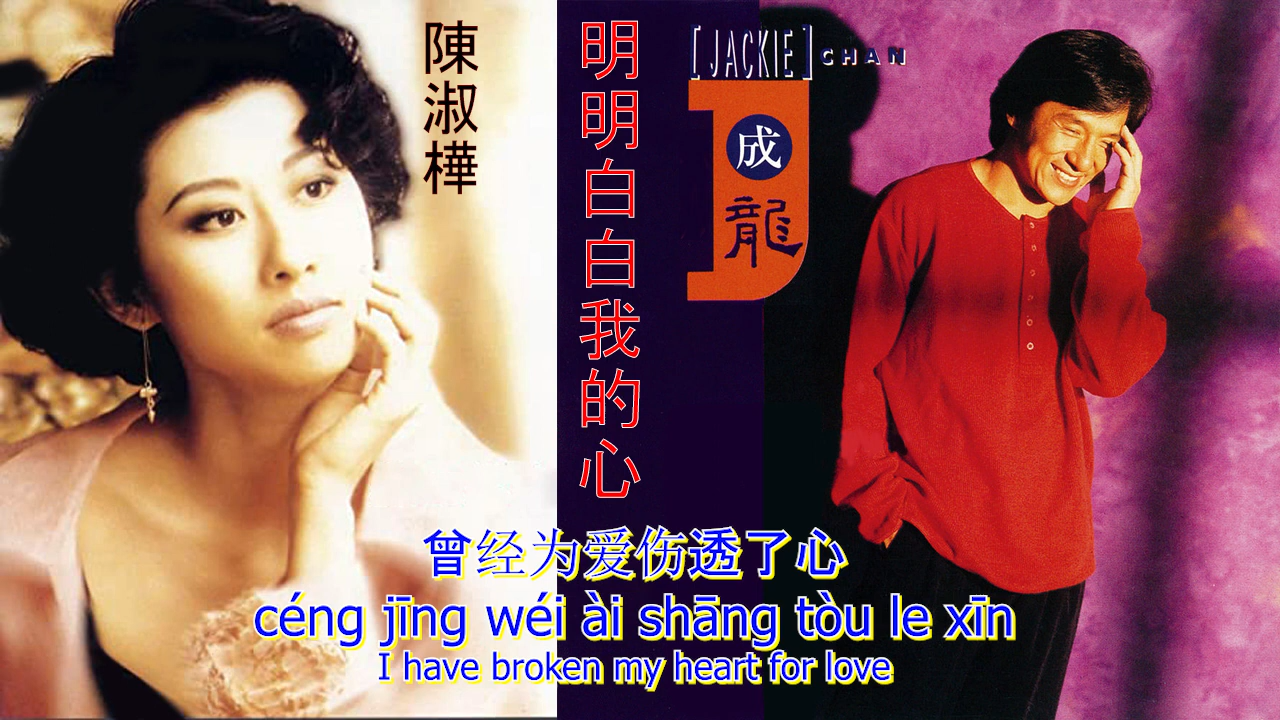 陳淑樺
明明白白我的心
[JACKIE] CHAN
成
龍
曾经为爱伤透了心
céng jīng wéi ài shāng tòu le xīn
I have broken my heart for love